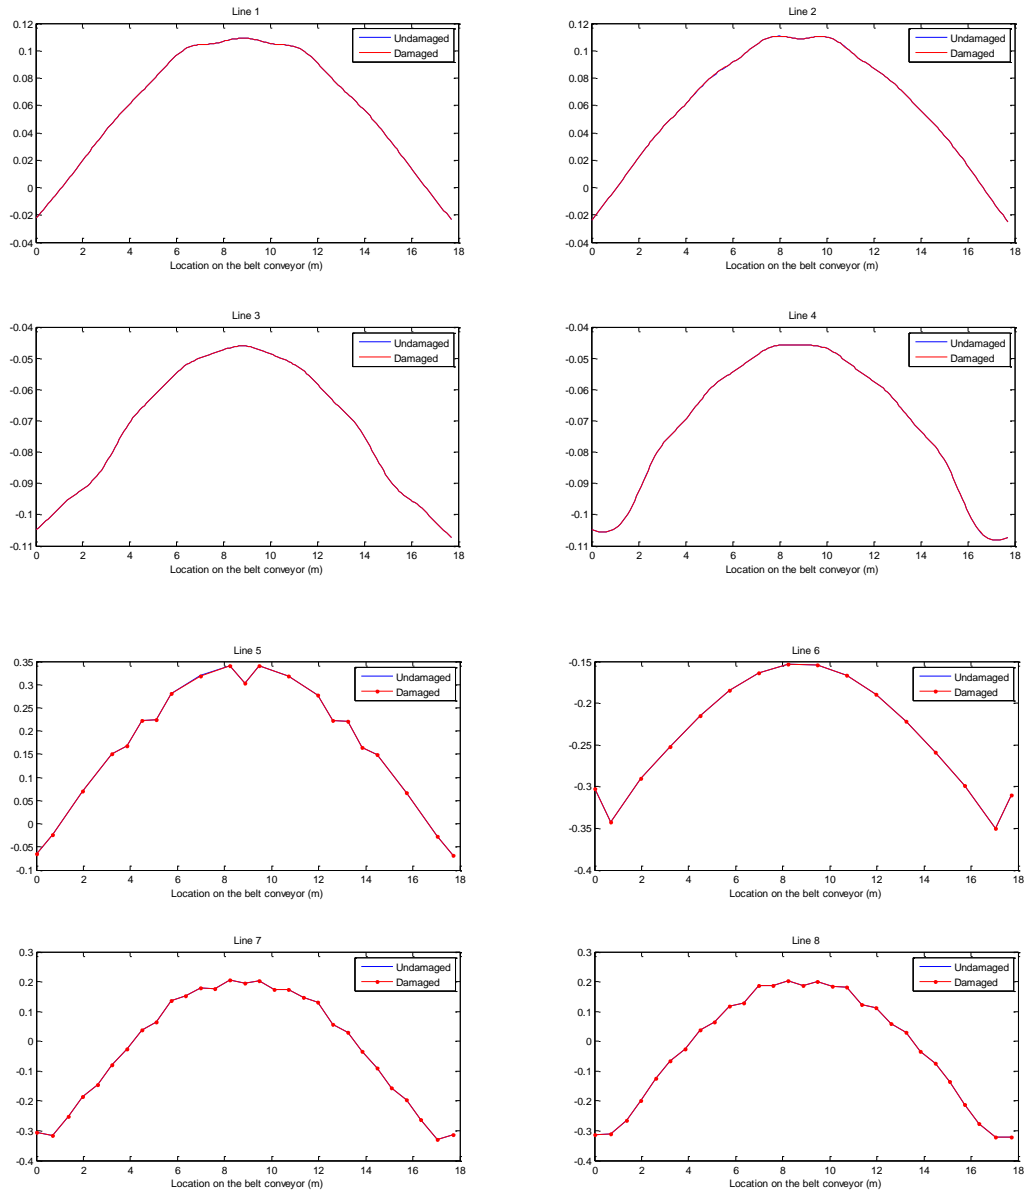 Line 1
0.12
0.1
0.08
0.06
0.04
0.02
0
-0.02
-0.04
0 2 4 6 8 10 12 14 16 18
Location on the belt conveyor (m)
Undamaged
Damaged
Line 2
0.12
0.1
0.08
0.06
0.04
0.02
0
-0.02
-0.04
0 2 4 6 8 10 12 14 16 18
Location on the belt conveyor (m)
Undamaged
Damaged
Line 3
-0.04
-0.05
-0.06
-0.07
-0.08
-0.09
-0.1
-0.11
0 2 4 6 8 10 12 14 16 18
Location on the belt conveyor (m)
Undamaged
Damaged
Line 4
-0.04
-0.05
-0.06
-0.07
-0.08
-0.09
-0.1
-0.11
0 2 4 6 8 10 12 14 16 18
Location on the belt conveyor (m)
Undamaged
Damaged
Line 5
0.35
0.3
0.25
0.2
0.15
0.1
0.05
0
-0.05
-0.1
0 2 4 6 8 10 12 14 16 18
Location on the belt conveyor (m)
Undamaged
Damaged
Line 6
-0.15
-0.2
-0.25
-0.3
-0.35
-0.4
0 2 4 6 8 10 12 14 16 18
Location on the belt conveyor (m)
Undamaged
Damaged
Line 7
0.3
0.2
0.1
0
-0.1
-0.2
-0.3
-0.4
0 2 4 6 8 10 12 14 16 18
Location on the belt conveyor (m)
Undamaged
Damaged
Line 8
0.3
0.2
0.1
0
-0.1
-0.2
-0.3
-0.4
0 2 4 6 8 10 12 14 16 18
Location on the belt conveyor (m)
Undamaged
Damaged